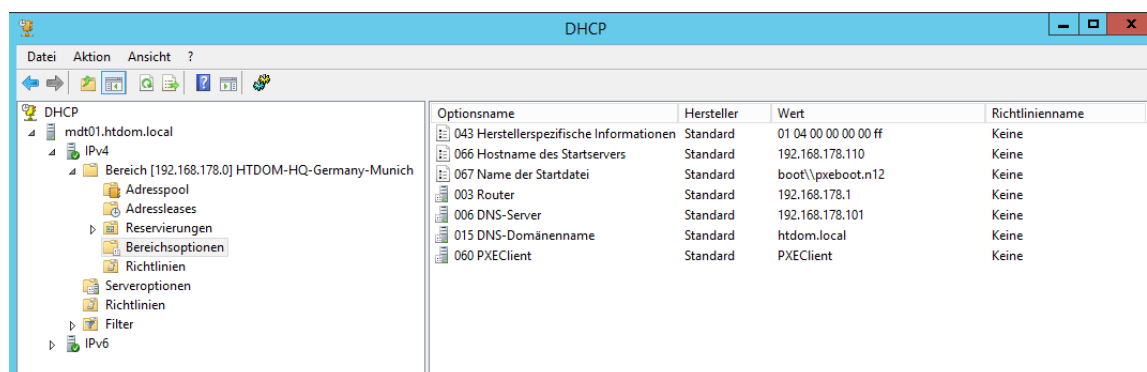 DHCP
Datei Aktion Ansicht ?
DHCP
mdt01.htdom.local
IPv4
Bereich [192.168.178.0] HTDOM-HQ-Germany-Munich
Adresspool
Adressleases
Reservierungen
Bereichsoptionen
Richtlinien
Serveroptionen
Richtlinien
Filter
IPv6
Optionsname Hersteller Wert Richtlinienname
043 Herstellerspezifische Informationen Standard 01 04 00 00 00 00 ff Keine
066 Hostname des Startservers Standard 192.168.178.110 Keine
067 Name der Startdatei Standard boot\\pxeboot.n12 Keine
003 Router Standard 192.168.178.1 Keine
006 DNS-Server Standard 192.168.178.101 Keine
015 DNS-Domänenname Standard htdom.local Keine
060 PXEClient Standard PXEClient Keine